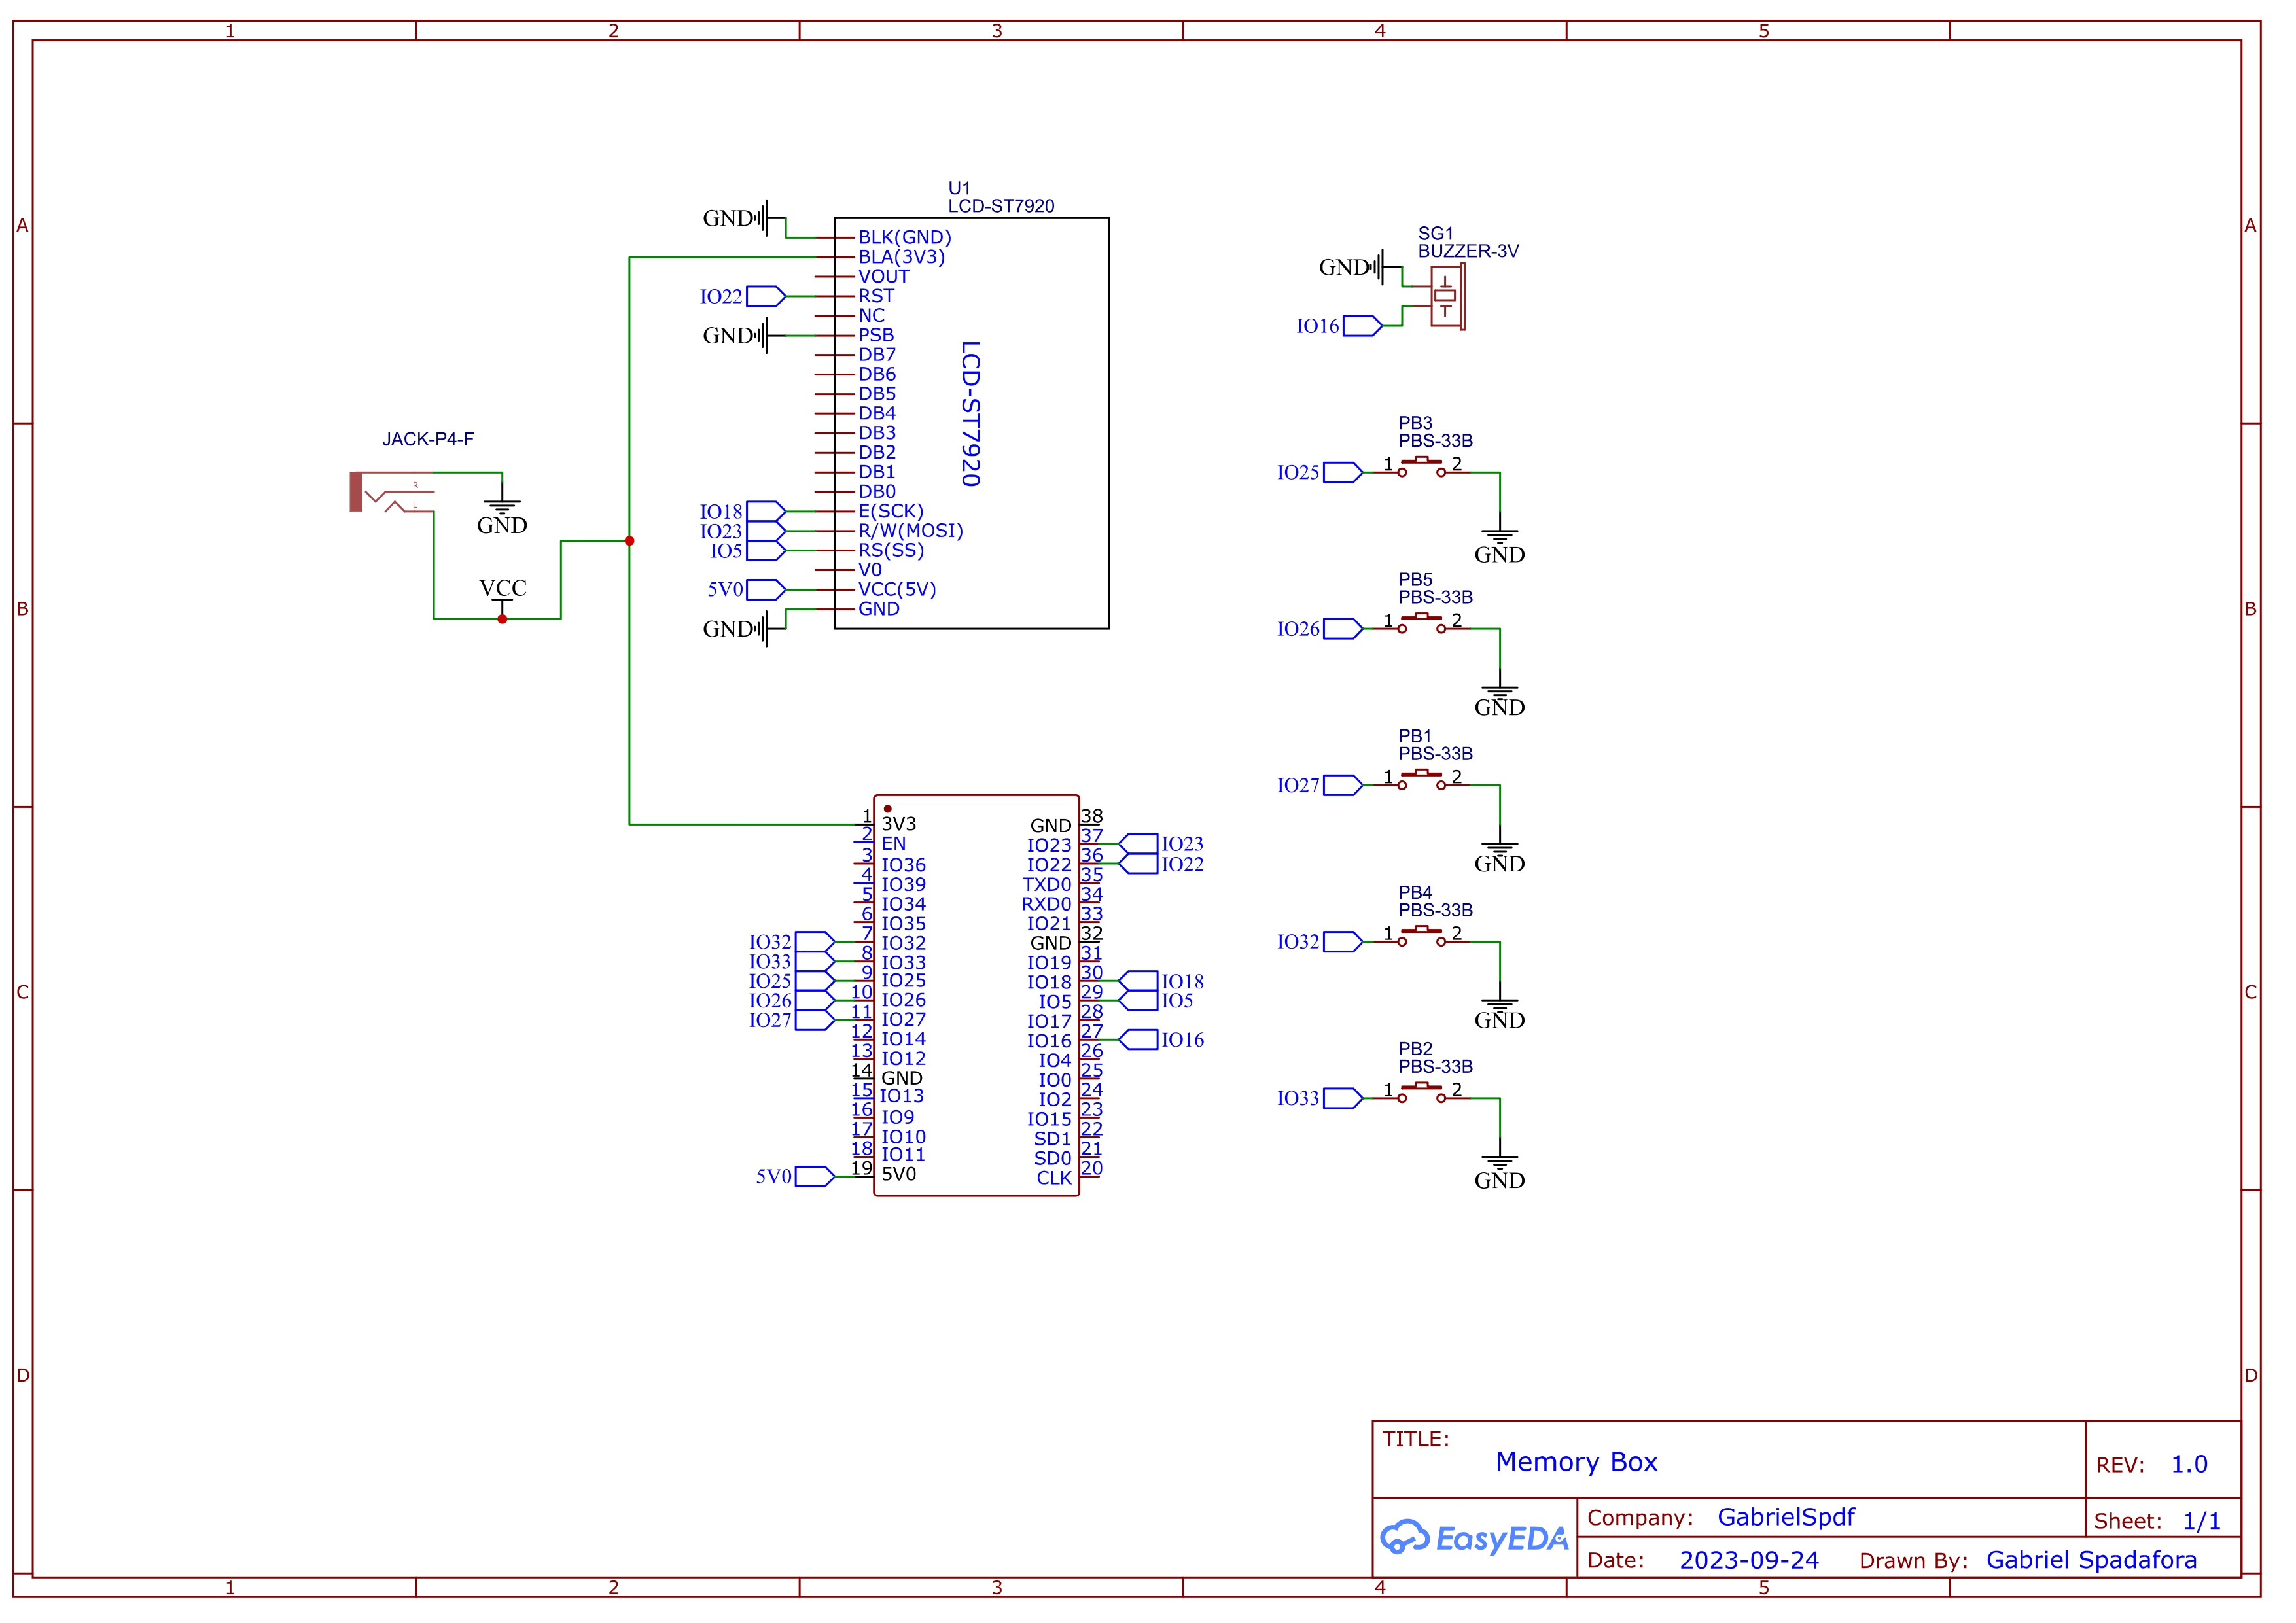 1 2 3 4 5
A
B
C
D
A
B
C
D
1 2 3 4 5
U1
LCD-ST7920
GND
BLK(GND)
BLA(3V3)
VOUT
IO22 RST
NC
GND PSB
DB7
DB6
DB5
DB4
DB3
DB2
DB1
DB0
IO18 E(SCK)
IO23 R/W(MOSI)
IO5 RS(SS)
V0
5V0 VCC(5V)
GND
GND
LCD-ST7920
JACK-P4-F
R
L
GND
VCC
SG1
BUZZER-3V
GND
IO16
PB3
PBS-33B
IO25 1 2
GND
PB5
PBS-33B
IO26 1 2
GND
PB1
PBS-33B
IO27 1 2
GND
PB4
PBS-33B
IO32 1 2
GND
PB2
PBS-33B
IO33 1 2
GND
1 3V3
2 EN
3 IO36
4 IO39
5 IO34
6 IO35
IO32 7 IO32
IO33 8 IO33
IO25 9 IO25
IO26 10 IO26
IO27 11 IO27
12 IO14
13 IO12
14 GND
15 IO13
16 IO9
17 IO10
18 IO11
5V0 19 5V0
GND 38
IO23 37 IO23
IO22 36 IO22
TXD0 35
RXD0 34
IO21 33
GND 32
IO19 31
IO18 30 IO18
IO5 29 IO5
IO17 28
IO16 27 IO16
IO4 26
IO0 25
IO2 24
IO15 23
SD1 22
SD0 21
CLK 20
TITLE:
Memory Box
REV: 1.0
EasyEDA
Company: GabrielSpdf
Sheet: 1/1
Date: 2023-09-24 Drawn By: Gabriel Spadafora